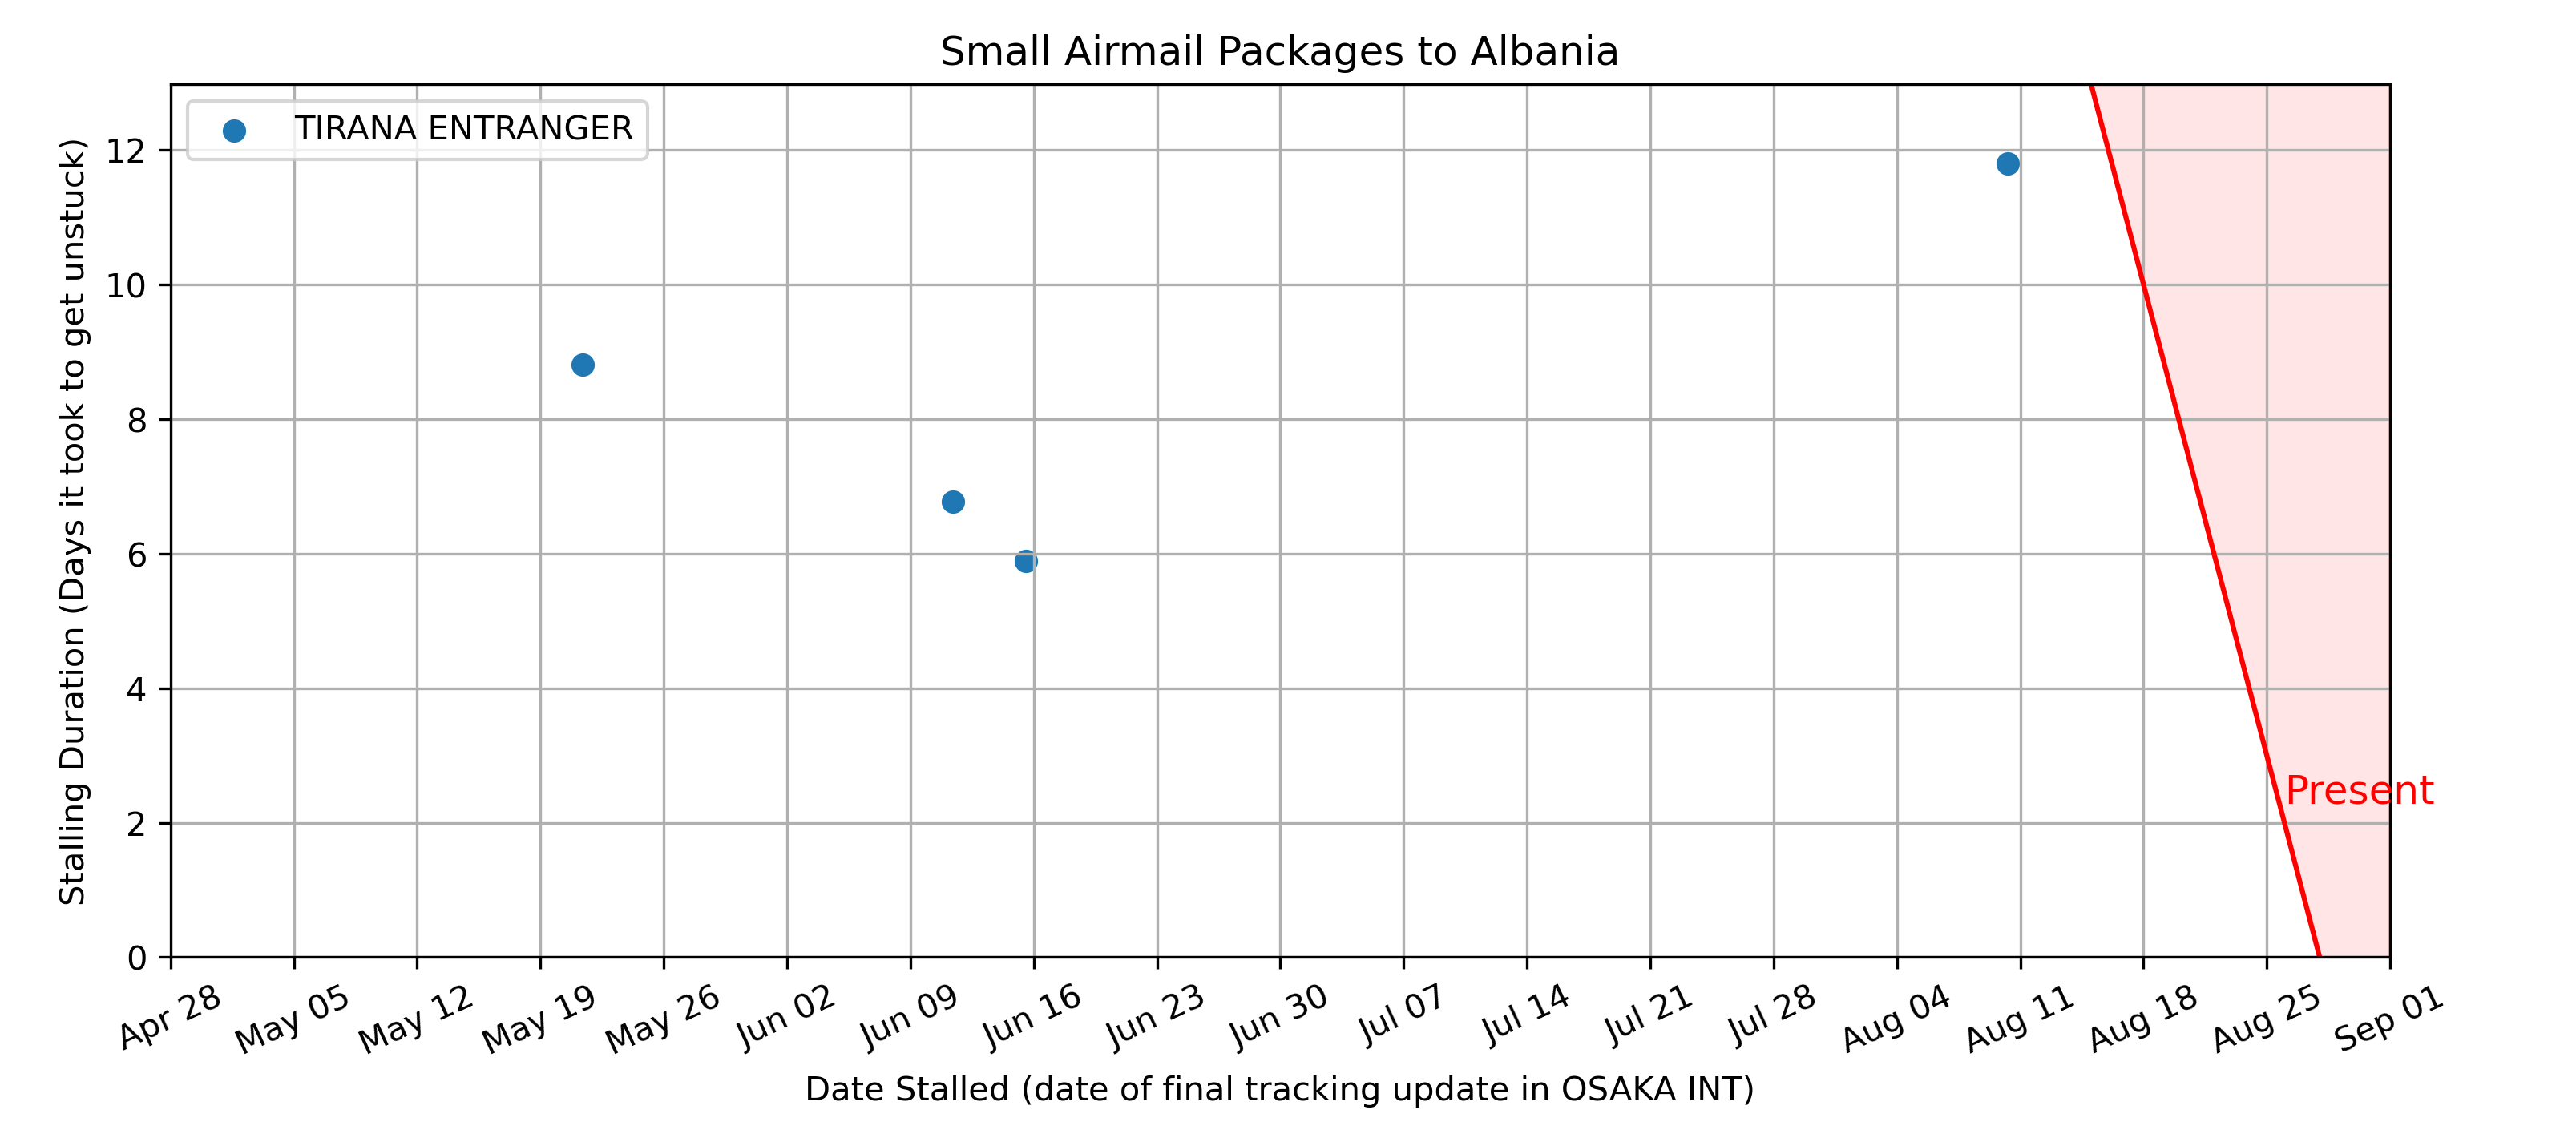 Small Airmail Packages to Albania
TIRANA ENTRANGER
Stalling Duration (Days it took to get unstuck)
12
10
8
6
4
2
0
Present
Apr 28
May 05
May 12
May 19
May 26
Jun 02
Jun 09
Jun 16
Jun 23
Jun 30
Jul 07
Jul 14
Jul 21
Jul 28
Aug 04
Aug 11
Aug 18
Aug 25
Sep 01
Date Stalled (date of final tracking update in OSAKA INT)